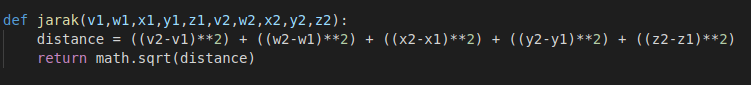 def jarak(v1,w1,x1,y1,z1,v2,w2,x2,y2,z2):
    distance = ((v2-v1)**2) + ((w2-w1)**2) + ((x2-x1)**2) + ((y2-y1)**2) + ((z2-z1)**2)
    return math.sqrt(distance)